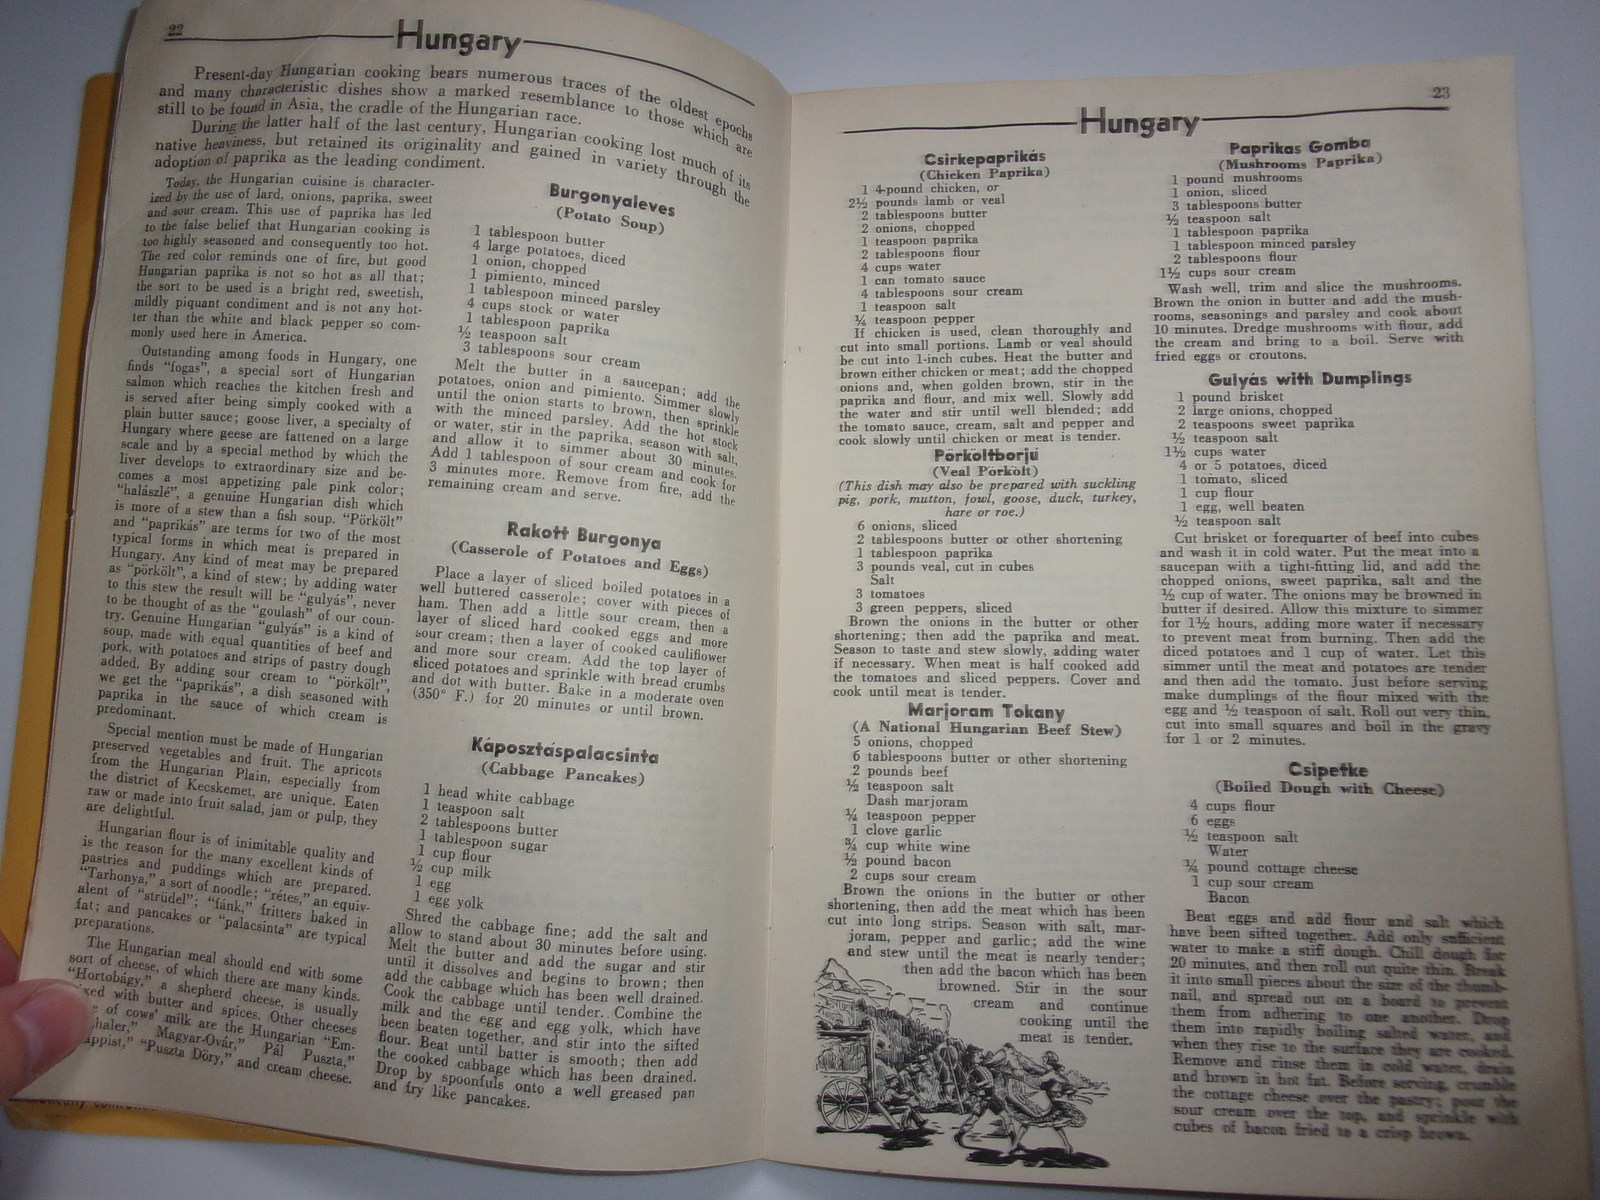 22
Hungary
Present-day Hungarian cooking bears numerous traces of the oldest epochs
and many characteristic dishes show a marked resemblance to those which are
still to be found in Asia, the cradle of the Hungarian race.
During the latter half of the last century, Hungarian cooking lost much of its
native heaviness, but retained its originality and gained in variety through the
adoption of paprika as the leading condiment.
Today, the Hungarian cuisine is character-
ized by the use of lard, onions, paprika, sweet
and sour cream. This use of paprika has led
to the false belief that Hungarian cooking is
too highly seasoned and consequently too hot.
The red color reminds one of fire, but good
Hungarian paprika is not so hot as all that;
the sort to be used is a bright red, sweetish,
mildly piquant condiment and is not any hot-
ter than the white and black pepper so com-
monly used here in America.
Outstanding among foods in Hungary, one
finds "fogas", a special sort of Hungarian
salmon which reaches the kitchen fresh and
is served after being simply cooked with a
plain butter sauce; goose liver, a specialty of
Hungary where geese are fattened on a large
scale and by a special method by which the
liver develops to extraordinary size and be-
comes a most appetizing pale pink color;
"halászlé", a genuine Hungarian dish which
is more of a stew than a fish soup. "Pörkölt"
and "paprikás" are terms for two of the most
typical forms in which meat is prepared in
Hungary. Any kind of meat may be prepared
as "pörkölt", a kind of stew; by adding water
to this stew the result will be "gulyás", never
to be thought of as the "goulash" of our coun-
try. Genuine Hungarian "gulyás" is a kind of
soup, made with equal quantities of beef and
pork, with potatoes and strips of pastry dough
added. By adding sour cream to "pörkölt",
we get the "paprikás", a dish seasoned with
paprika in the sauce of which cream is
predominant.
Special mention must be made of Hungarian
preserved vegetables and fruit. The apricots
from the Hungarian Plain, especially from
the district of Kecskemet, are unique. Eaten
raw or made into fruit salad, jam or pulp, they
are delightful.
Hungarian flour is of inimitable quality and
is the reason for the many excellent kinds of
pastries and puddings which are prepared.
"Tarhonya," a sort of noodle; "rétes," an equiv-
alent of "strüdel"; "fánk," fritters baked in
fat; and pancakes or "palacsinta" are typical
preparations.
The Hungarian meal should end with some
sort of cheese, of which there are many kinds.
"Hortobágy," a shepherd cheese, is usually
with butter and spices. Other cheeses
of cows' milk are the Hungarian "Em-
Magyar-Ovár," Pál Puszta,"
"Puszta Döry," and cream cheese.
Burgonyaleves
(Potato Soup)
1 tablespoon butter
4 large potatoes, diced
1 onion, chopped
1 pimiento, minced
1 tablespoon minced parsley
4 cups stock or water
1 tablespoon paprika
½ teaspoon salt
3 tablespoons sour cream
Melt the butter in a saucepan; add the
potatoes, onion and pimiento. Simmer slowly
until the onion starts to brown, then sprinkle
with the minced parsley. Add the hot stock
or water, stir in the paprika, season with salt,
and allow it to simmer about 30 minutes.
Add 1 tablespoon of sour cream and cook for
3 minutes more. Remove from fire, add the
remaining cream and serve.
Rakott Burgonya
(Casserole of Potatoes and Eggs)
Place a layer of sliced boiled potatoes in a
well buttered casserole; cover with pieces of
ham. Then add a little sour cream, then a
layer of sliced hard cooked eggs and more
sour cream; then a layer of cooked cauliflower
and more sour cream. Add the top layer of
sliced potatoes and sprinkle with bread crumbs
and dot with butter. Bake in a moderate oven
(350° F.) for 20 minutes or until brown.
Káposztáspalacsinta
(Cabbage Pancakes)
1 head white cabbage
1 teaspoon salt
2 tablespoons butter
1 tablespoon sugar
1 cup flour
½ cup milk
1 egg
1 egg yolk
Shred the cabbage fine; add the salt and
allow to stand about 30 minutes before using.
Melt the butter and add the sugar and stir
until it dissolves and begins to brown; then
add the cabbage which has been well drained.
Cook the cabbage until tender. Combine the
milk and the egg and egg yolk, which have
been beaten together, and stir into the sifted
flour. Beat until batter is smooth; then add
the cooked cabbage which has been drained.
Drop by spoonfuls onto a well greased pan
and fry like pancakes.
23
Hungary
Csirkepaprikás
(Chicken Paprika)
1 4-pound chicken, or
2½ pounds lamb or veal
2 tablespoons butter
2 onions, chopped
1 teaspoon paprika
2 tablespoons flour
4 cups water
1 can tomato sauce
4 tablespoons sour cream
1 teaspoon salt
¼ teaspoon pepper
If chicken is used, clean thoroughly and
cut into small portions. Lamb or veal should
be cut into 1-inch cubes. Heat the butter and
brown either chicken or meat; add the chopped
onions and, when golden brown, stir in the
paprika and flour, and mix well. Slowly add
the water and stir until well blended; add
the tomato sauce, cream, salt and pepper and
cook slowly until chicken or meat is tender.
Pörköltborjú
(Veal Pörkölt)
(This dish may also be prepared with suckling
pig, pork, mutton, fowl, goose, duck, turkey,
hare or roe.)
6 onions, sliced
2 tablespoons butter or other shortening
1 tablespoon paprika
3 pounds veal, cut in cubes
Salt
3 tomatoes
3 green peppers, sliced
Brown the onions in the butter or other
shortening; then add the paprika and meat.
Season to taste and stew slowly, adding water
if necessary. When meat is half cooked add
the tomatoes and sliced peppers. Cover and
cook until meat is tender.
Marjoram Tokany
(A National Hungarian Beef Stew)
5 onions, chopped
6 tablespoons butter or other shortening
2 pounds beef
½ teaspoon salt
Dash marjoram
¼ teaspoon pepper
1 clove garlic
¾ cup white wine
½ pound bacon
2 cups sour cream
Brown the onions in the butter or other
shortening, then add the meat which has been
cut into long strips. Season with salt, mar-
joram, pepper and garlic; add the wine
and stew until the meat is nearly tender;
then add the bacon which has been
browned. Stir in the sour
cream and continue
cooking until the
meat is tender.
Paprikas Gomba
(Mushrooms Paprika)
1 pound mushrooms
1 onion, sliced
3 tablespoons butter
½ teaspoon salt
1 tablespoon paprika
1 tablespoon minced parsley
2 tablespoons flour
1½ cups sour cream
Wash well, trim and slice the mushrooms.
Brown the onion in butter and add the mush-
rooms, seasonings and parsley and cook about
10 minutes. Dredge mushrooms with flour, add
the cream and bring to a boil. Serve with
fried eggs or croutons.
Gulyás with Dumplings
1 pound brisket
2 large onions, chopped
2 teaspoons sweet paprika
½ teaspoon salt
1½ cups water
4 or 5 potatoes, diced
1 tomato, sliced
1 cup flour
1 egg, well beaten
½ teaspoon salt
Cut brisket or forequarter of beef into cubes
and wash it in cold water. Put the meat into a
saucepan with a tight-fitting lid, and add the
chopped onions, sweet paprika, salt and the
½ cup of water. The onions may be browned in
butter if desired. Allow this mixture to simmer
for 1½ hours, adding more water if necessary
to prevent meat from burning. Then add the
diced potatoes and 1 cup of water. Let this
simmer until the meat and potatoes are tender
and then add the tomato. Just before serving
make dumplings of the flour mixed with the
egg and ½ teaspoon of salt. Roll out very thin,
cut into small squares and boil in the gravy
for 1 or 2 minutes.
Csipetke
(Boiled Dough with Cheese)
4 cups flour
6 eggs
½ teaspoon salt
Water
pound cottage cheese
1 cup sour cream
Bacon
Beat eggs and add flour and salt which
have been sifted together. Add only sufficient
water to make a stiff dough. Chill dough for
20 minutes, and then roll out quite thin. Break
it into small pieces about the size of the thumb-
nail, and spread out on a board to prevent
them from adhering to one another. Drop
them into rapidly boiling salted water, and
when they rise to the surface they are cooked.
Remove and rinse them in cold water, drain
and brown in hot fat. Before serving, crumble
the cottage cheese over the pastry; pour the
sour cream over the top, and sprinkle with
cubes of bacon fried to a crisp brown.